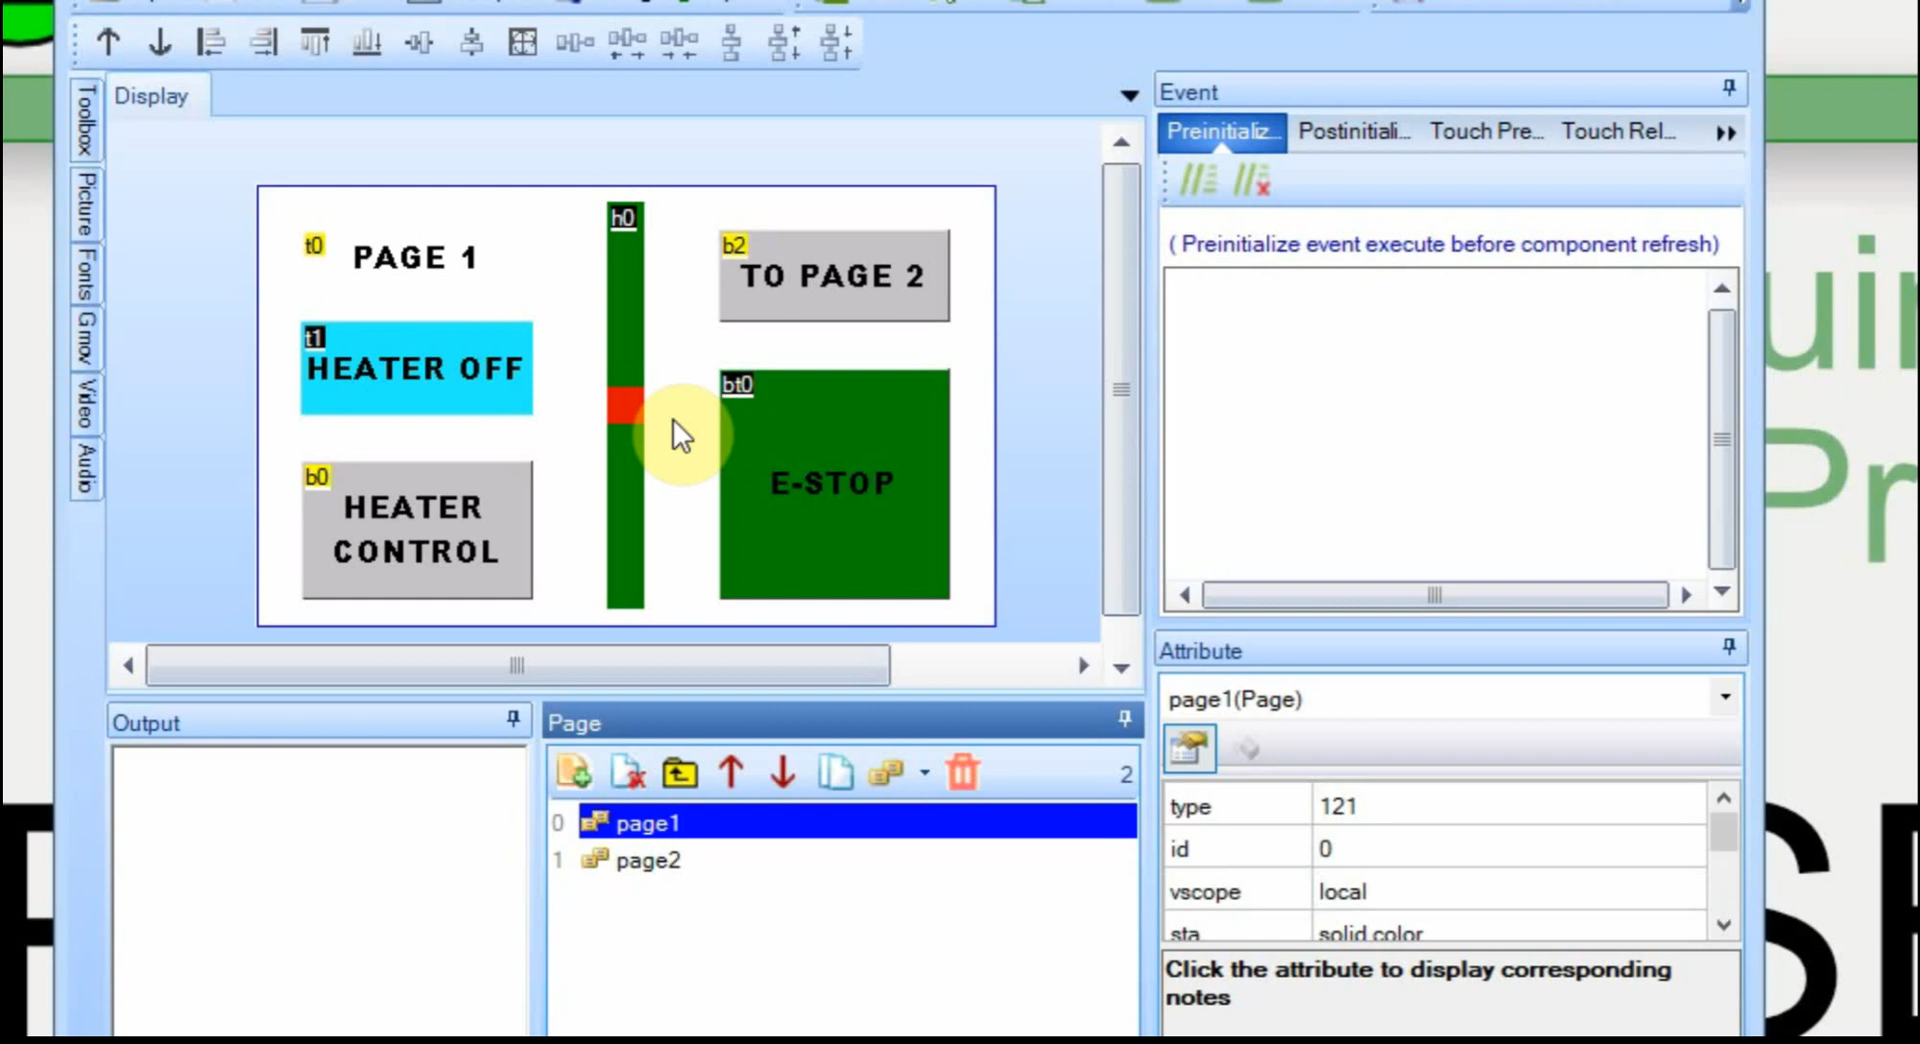 Display
Toolbox
Picture
Fonts
Gmov
Video
Audio
t0
PAGE 1
h0
b2
TO PAGE 2
t1
HEATER OFF
bt0
E-STOP
b0
HEATER
CONTROL
Event
Preinitializ... Postinitiali... Touch Pre... Touch Rel...
( Preinitialize event execute before component refresh)
Attribute
page1(Page)
type 121
id 0
vscope local
sta solid color
Click the attribute to display corresponding
notes
Output
Page
2
0 page1
1 page2